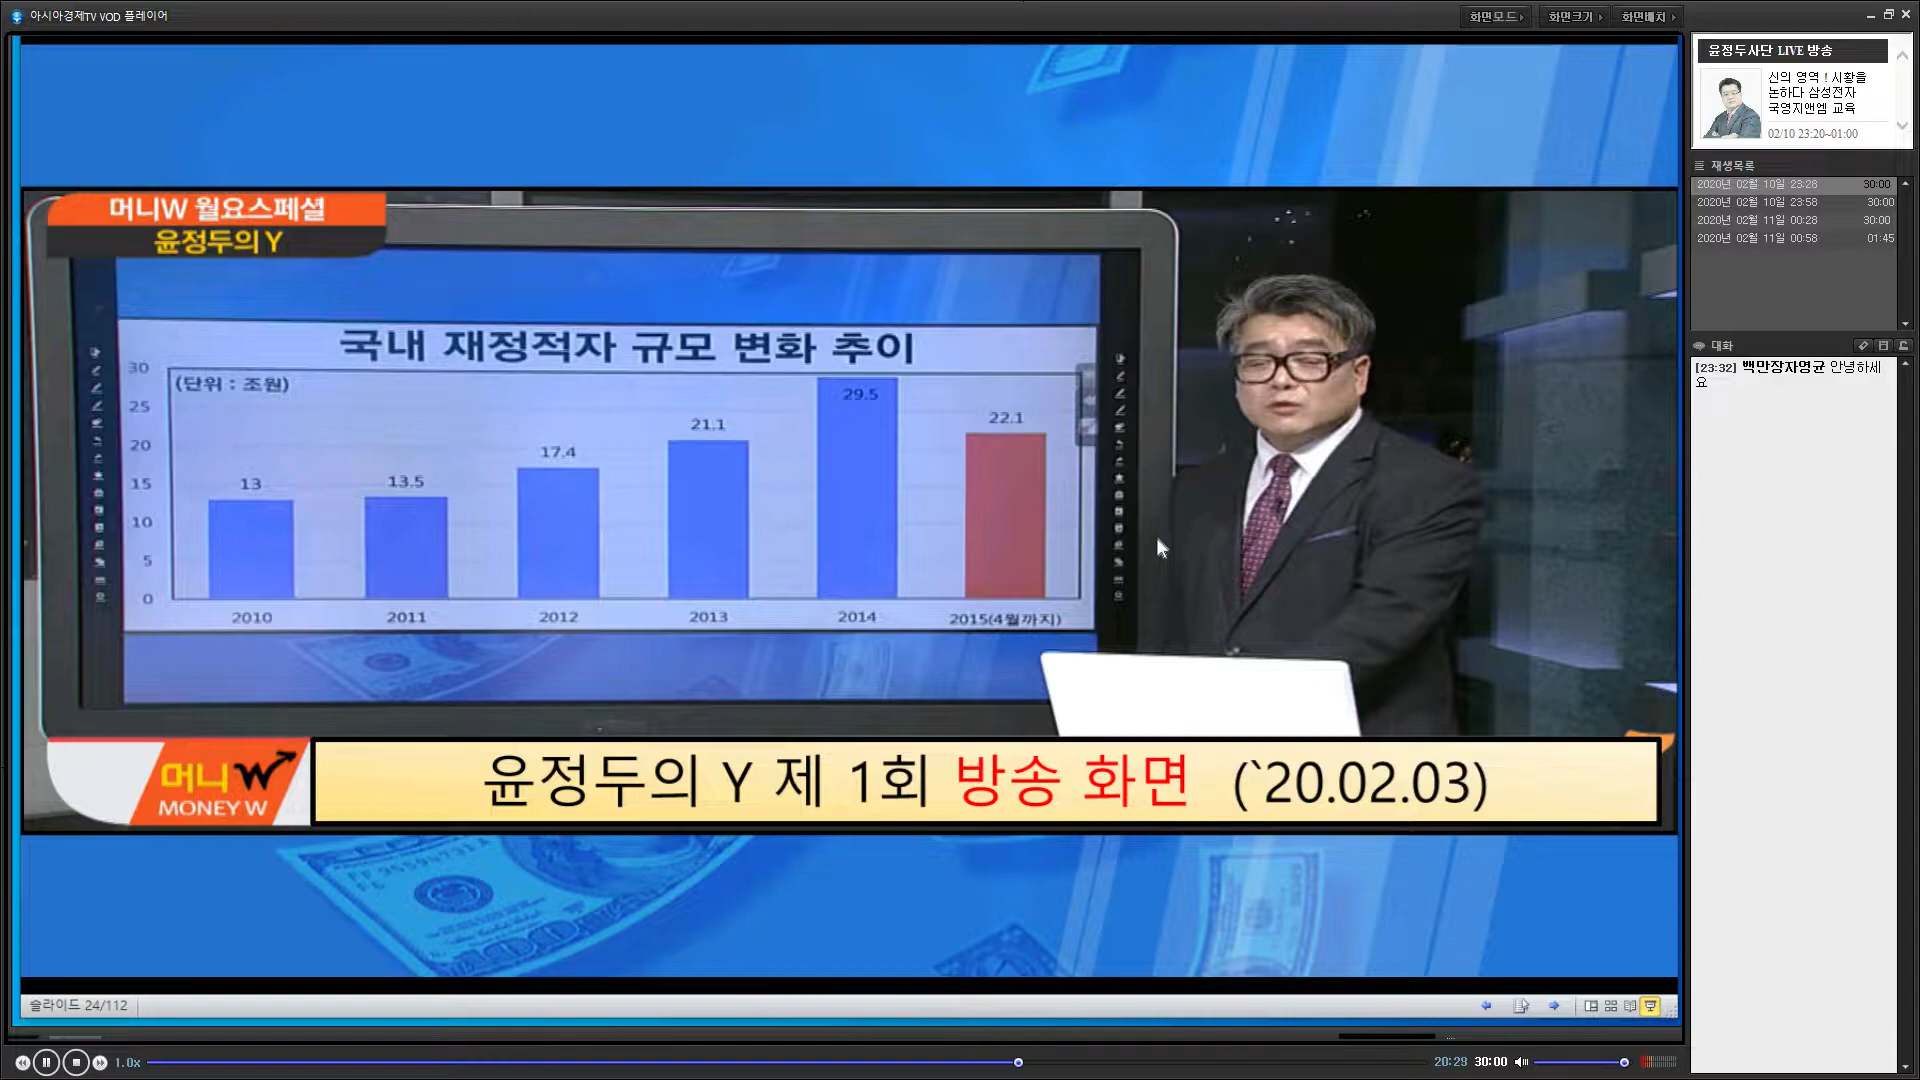 아시아경제TV VOD 플레이어
화면모드
화면크기
화면배치
윤정두사단 LIVE 방송
신의 영역 ! 시황을
논하다 삼성전자
국영지앤엠 교육
02/10 23:20~01:00
재생목록
2020년 02월 10일 23:28 30:00
2020년 02월 10일 23:58 30:00
2020년 02월 11일 00:28 30:00
2020년 02월 11일 00:58 01:45
대화
[23:32] 백만장자영균 안녕하세
요
머니W 월요스페셜
윤정두의 Y
국내 재정적자 규모 변화 추이
(단위 : 조원)
30
25
20
15
10
5
0
13
13.5
17.4
21.1
29.5
22.1
2010
2011
2012
2013
2014
2015(4월까지)
머니W
MONEY W
윤정두의 Y 제 1회 방송 화면 (`20.02.03)
슬라이드 24/112
1.0x
20:29 30:00